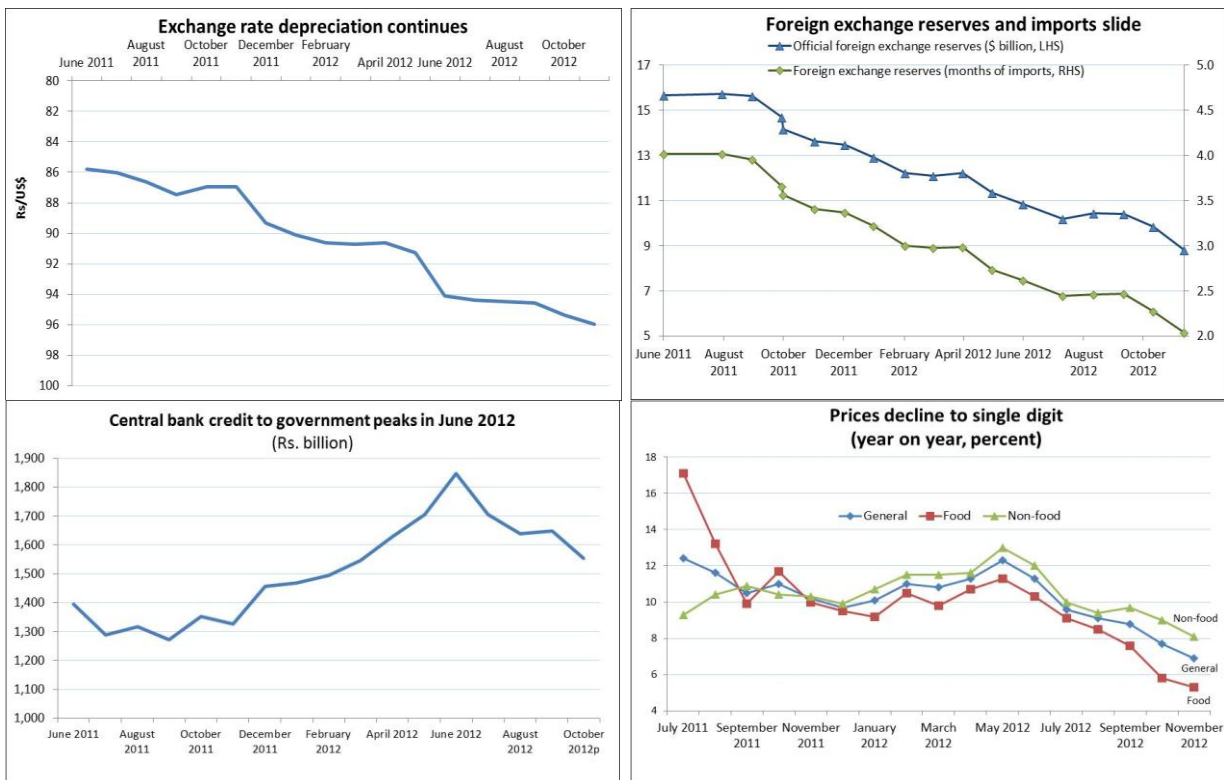 Exchange rate depreciation continues
August 2011 October 2011 December 2011 February 2012 August 2012 October 2012
June 2011 April 2012 June 2012
80
82
84
86
88
90
92
94
96
98
100
Rs/US$
Foreign exchange reserves and imports slide
Official foreign exchange reserves ($ billion, LHS)
Foreign exchange reserves (months of imports, RHS)
17
15
13
11
9
7
5
5.0
4.5
4.0
3.5
3.0
2.5
2.0
June 2011 August 2011 October 2011 December 2011 February 2012 April 2012 June 2012 August 2012 October 2012
Central bank credit to government peaks in June 2012
(Rs. billion)
1,900
1,800
1,700
1,600
1,500
1,400
1,300
1,200
1,100
1,000
June 2011 August 2011 October 2011 December 2011 February 2012 April 2012 June 2012 August 2012 October 2012p
Prices decline to single digit
(year on year, percent)
18
16
14
12
10
8
6
4
General Food Non-food
Non-food
General
Food
July 2011 September 2011 November 2011 January 2012 March 2012 May 2012 July 2012 September 2012 November 2012